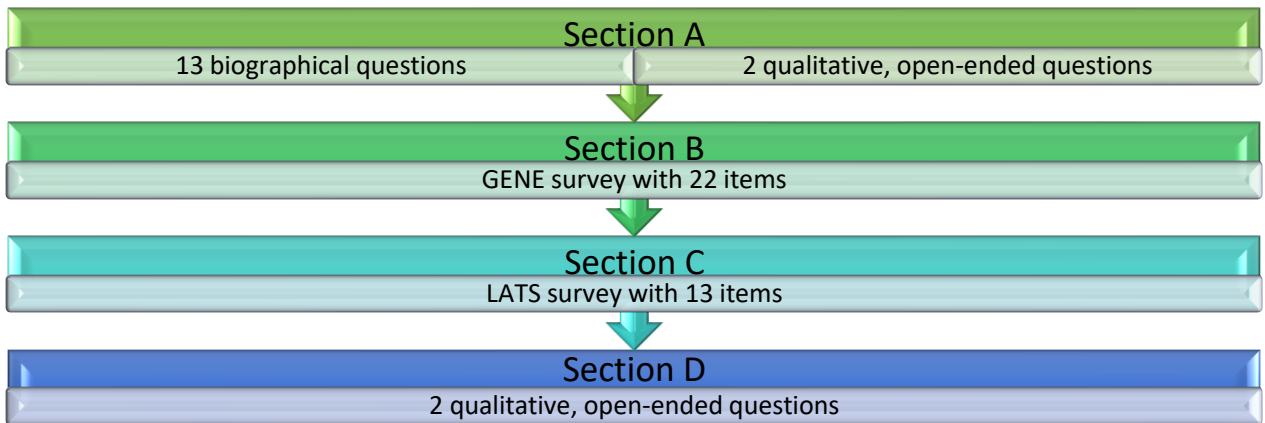 Section A
13 biographical questions
2 qualitative, open-ended questions
Section B
GENE survey with 22 items
Section C
LATS survey with 13 items
Section D
2 qualitative, open-ended questions